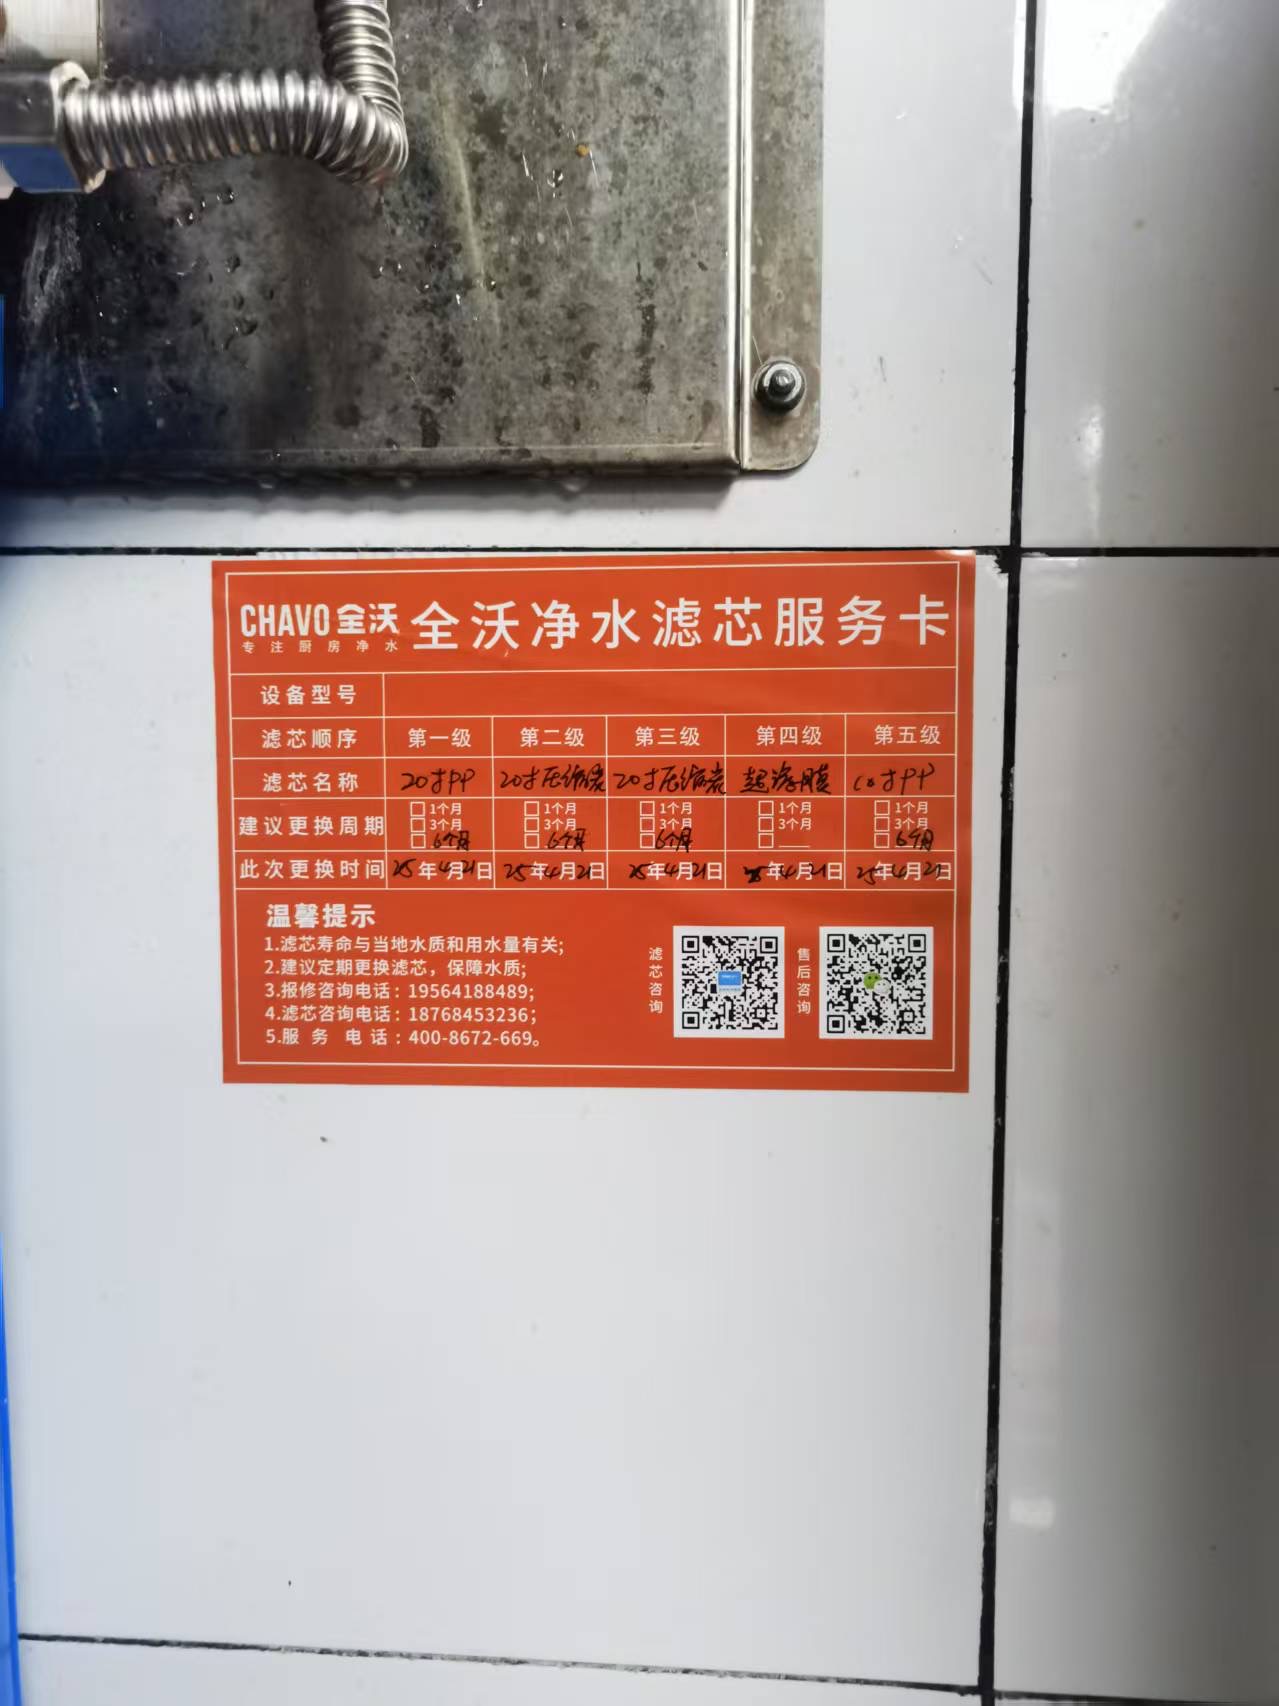 CHAVO 全沃 全沃净水滤芯服务卡
专注厨房净水
设备型号
滤芯顺序 第一级 第二级 第三级 第四级 第五级
滤芯名称 20寸PP 20寸压缩炭 20寸压缩炭 超滤膜 10寸PP
建议更换周期
□1个月 □1个月 □1个月 □1个月 □1个月
□3个月 □3个月 □3个月 □3个月 □3个月
□6个月 □6个月 □6个月 □ □6个月
此次更换时间 25年4月21日 25年4月21日 25年4月21日 25年4月21日 25年4月21日
温馨提示
1.滤芯寿命与当地水质和用水量有关;
2.建议定期更换滤芯，保障水质;
3.报修咨询电话：19564188489;
4.滤芯咨询电话：18768453236;
5.服务 电话：400-8672-669。
滤芯咨询
售后咨询